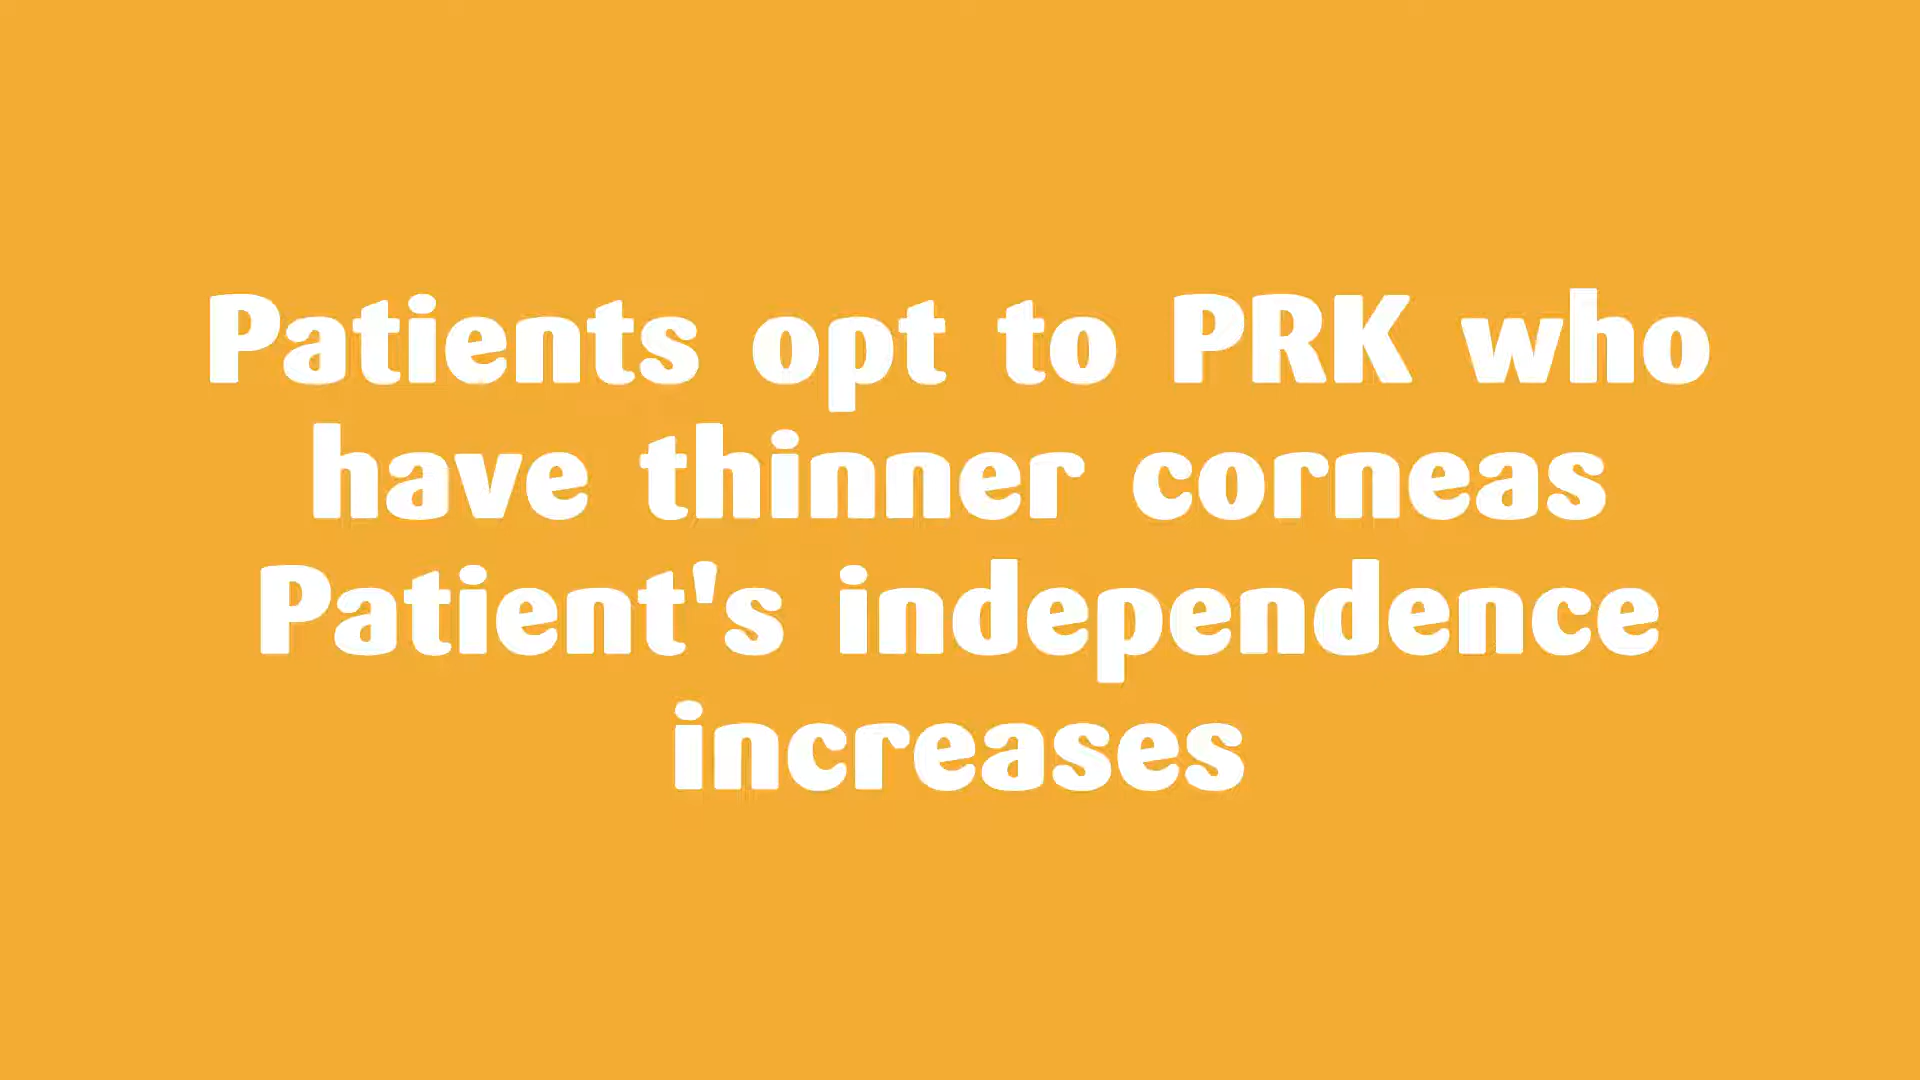 Patients opt to PRK who
have thinner corneas
Patient's independence
increases